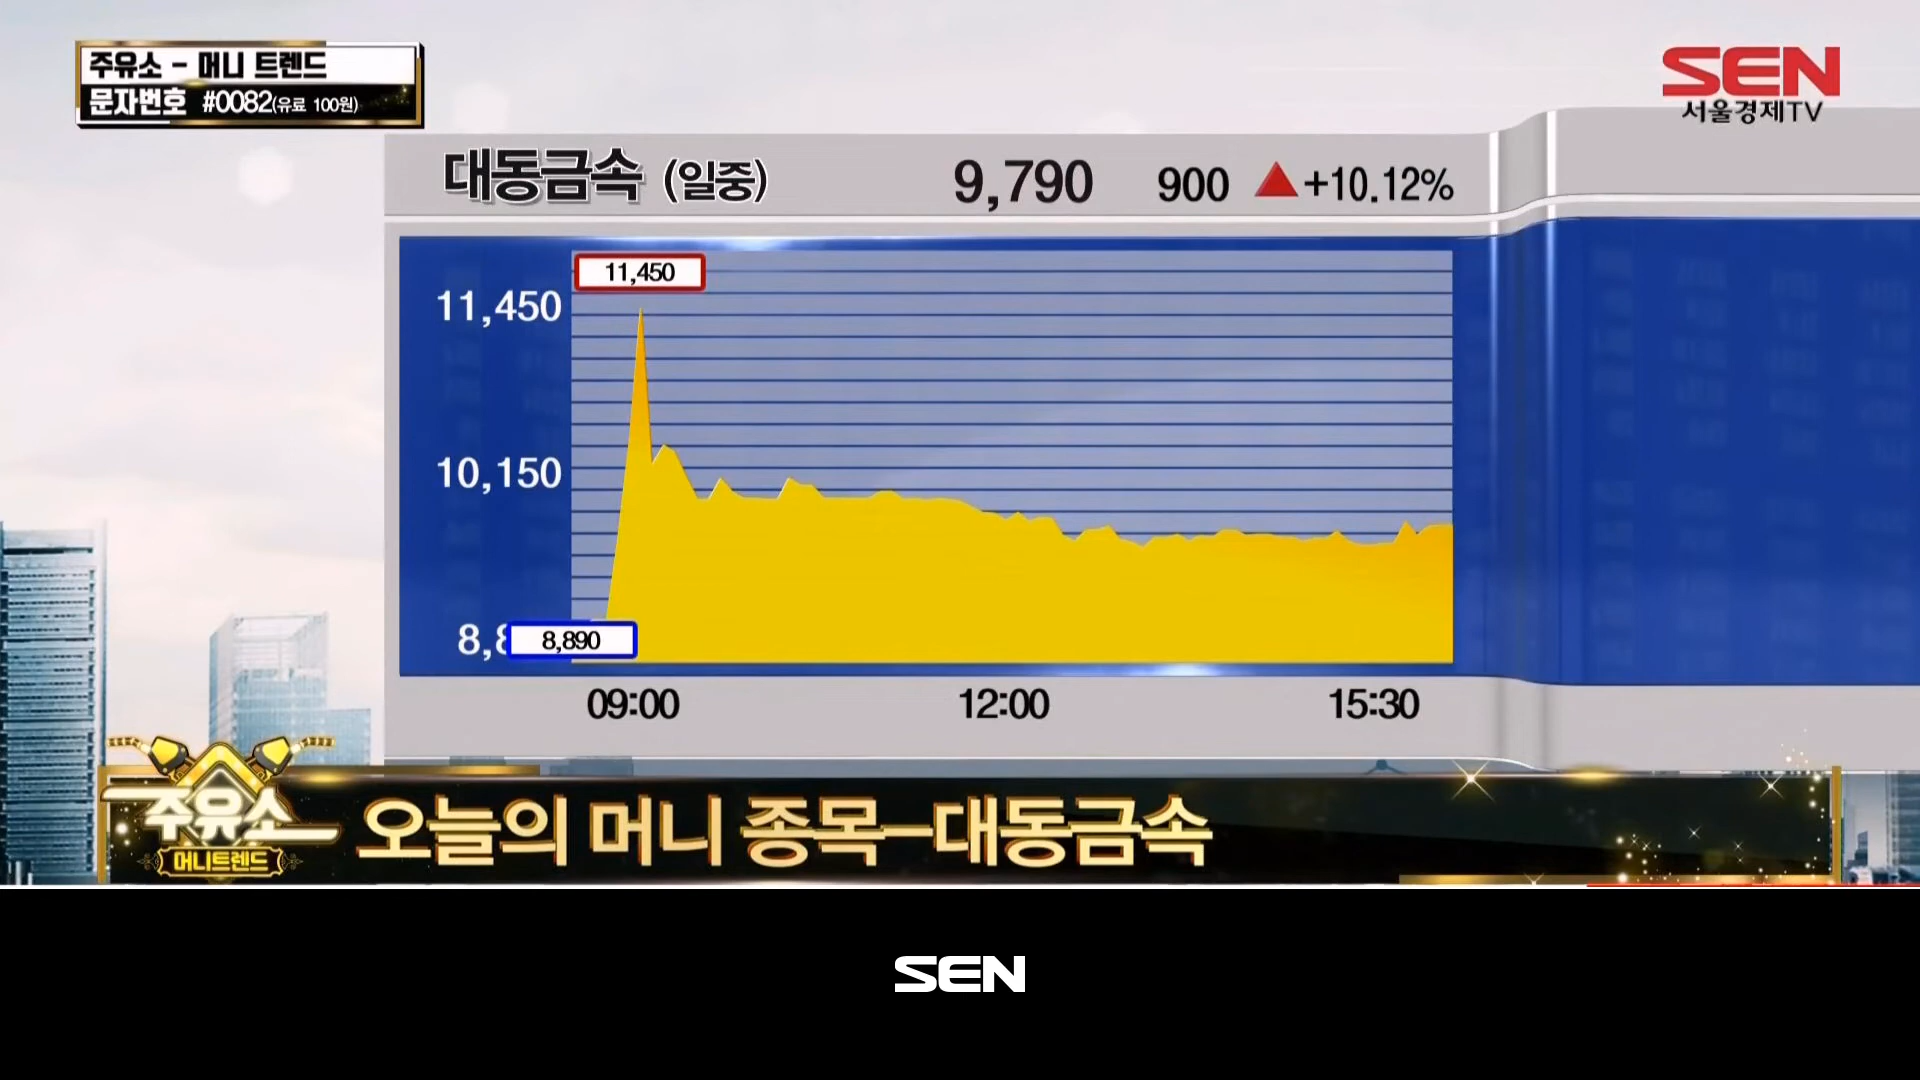 주유소 - 머니 트렌드
문자번호 #0082(유료 100원)
SEN
서울경제TV
대동금속 (일중) 9,790 900 ▲+10.12%
11,450
11,450
10,150
8,8
8,890
09:00 12:00 15:30
주유소
머니트렌드
오늘의 머니 종목-대동금속
SEN